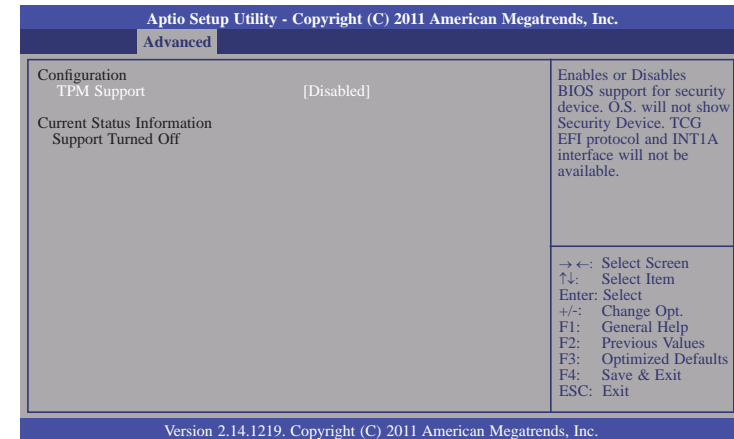 Aptio Setup Utility - Copyright (C) 2011 American Megatrends, Inc.
Advanced
Configuration
TPM Support [Disabled]
Current Status Information
Support Turned Off
Enables or Disables
BIOS support for security
device. O.S. will not show
Security Device. TCG
EFI protocol and INT1A
interface will not be
available.
→←: Select Screen
↑↓: Select Item
Enter: Select
+/-: Change Opt.
F1: General Help
F2: Previous Values
F3: Optimized Defaults
F4: Save & Exit
ESC: Exit
Version 2.14.1219. Copyright (C) 2011 American Megatrends, Inc.